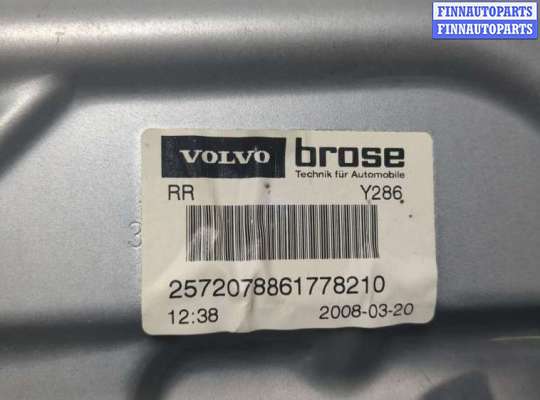 FINNAUTOPARTS
FINNAUTOPARTS
VOLVO brose
Technik für Automobile
RR Y286
2572078861778210
12:38 2008-03-20